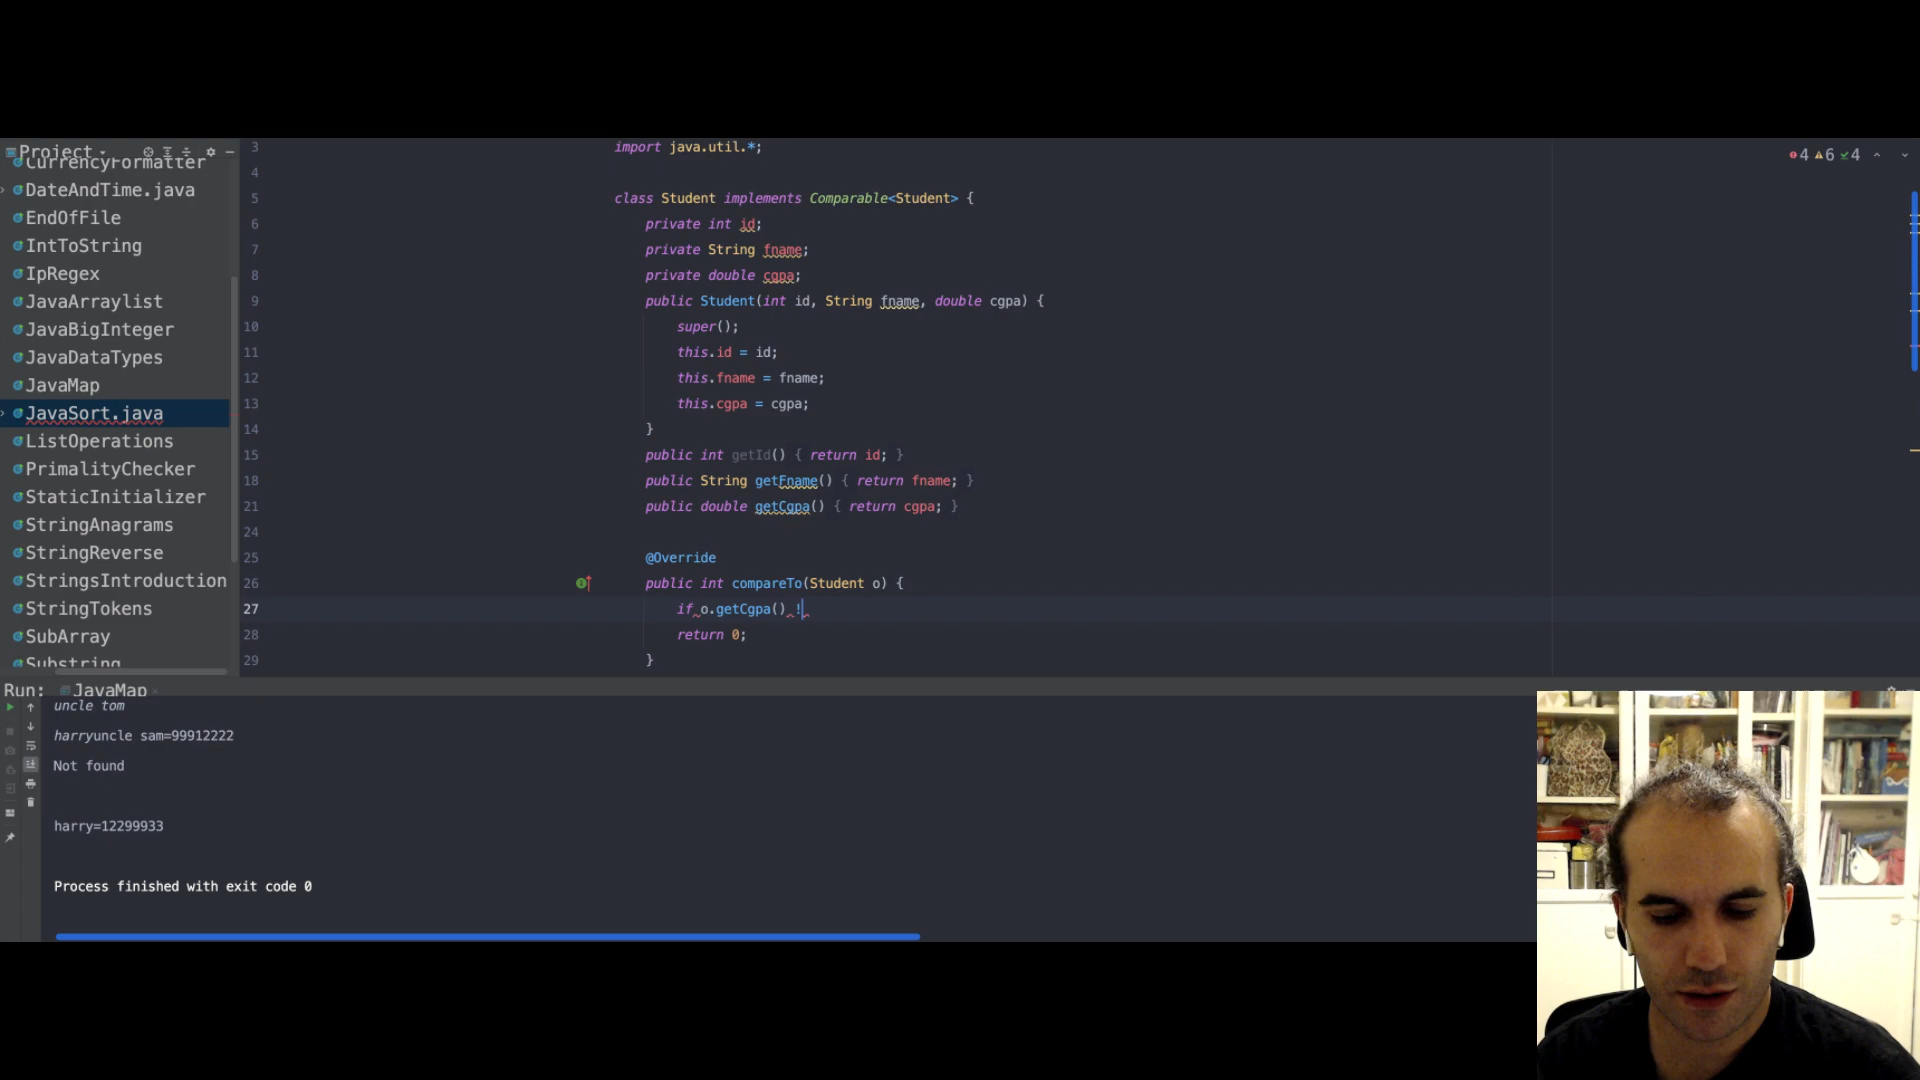 Project
CurrencyFormatter
DateAndTime.java
EndOfFile
IntToString
IpRegex
JavaArraylist
JavaBigInteger
JavaDataTypes
JavaMap
JavaSort.java
ListOperations
PrimalityChecker
StaticInitializer
StringAnagrams
StringReverse
StringsIntroduction
StringTokens
SubArray
Substring
3 import java.util.*;
4
5 class Student implements Comparable<Student> {
6 private int id;
7 private String fname;
8 private double cgpa;
9 public Student(int id, String fname, double cgpa) {
10 super();
11 this.id = id;
12 this.fname = fname;
13 this.cgpa = cgpa;
14 }
15 public int getId() { return id; }
18 public String getFname() { return fname; }
21 public double getCgpa() { return cgpa; }
24
25 @Override
26 public int compareTo(Student o) {
27 if o.getCgpa() !
28 return 0;
29 }
4 6 4
Run: JavaMap
uncle tom
harryuncle sam=99912222
Not found
harry=12299933
Process finished with exit code 0